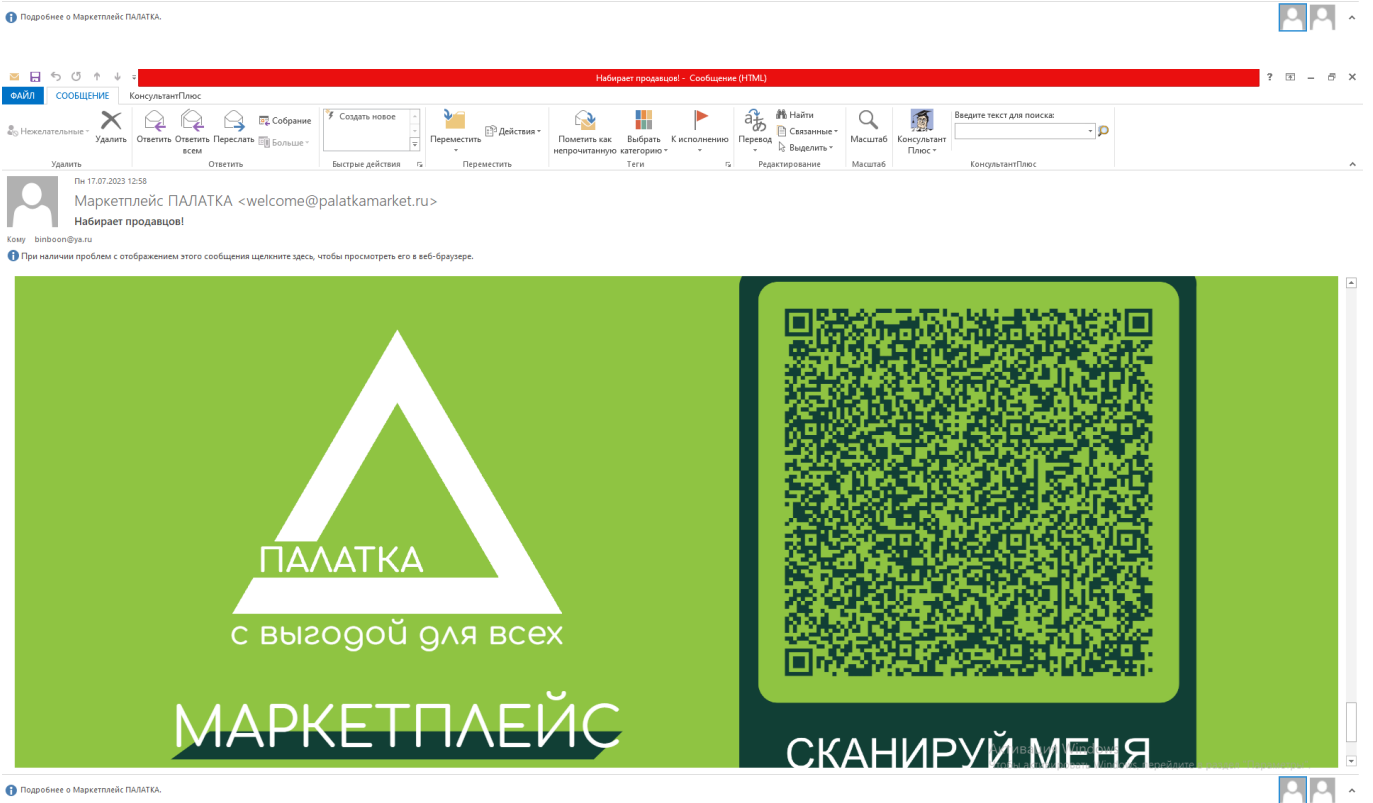 Подробнее о Маркетплейс ПАЛАТКА.
Набирает продавцов! - Сообщение (HTML)
ФАЙЛ СООБЩЕНИЕ КонсультантПлюс
Нежелательные
Удалить
Удалить
Ответить Ответить всем Переслать
Собрание
Больше
Ответить
Создать новое
Быстрые действия
Переместить
Действия
Переместить
Пометить как непрочитанную
Выбрать категорию
К исполнению
Теги
Перевод
Найти
Связанные
Выделить
Редактирование
Масштаб
Масштаб
Консультант Плюс
Введите текст для поиска:
КонсультантПлюс
Пн 17.07.2023 12:58
Маркетплейс ПАЛАТКА <welcome@palatkamarket.ru>
Набирает продавцов!
Кому binboon@ya.ru
При наличии проблем с отображением этого сообщения щелкните здесь, чтобы просмотреть его в веб-браузере.
ПАЛАТКА
с выгодой для всех
МАРКЕТПЛЕЙС
СКАНИРУЙ МЕНЯ
Активация Windows
Подробнее о Маркетплейс ПАЛАТКА.